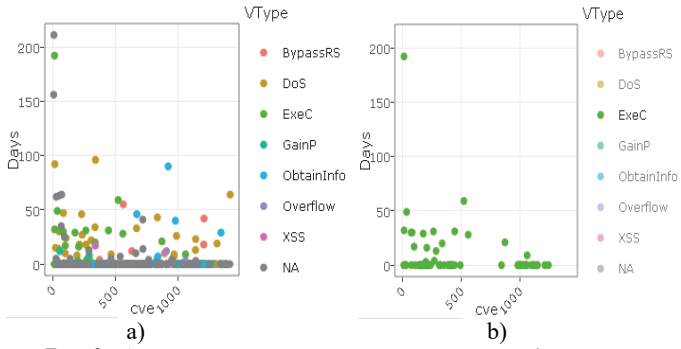 VType
BypassRS
DoS
ExeC
GainP
ObtainInfo
Overflow
XSS
NA
200
150
100
50
0
Days
0
500
1000
cve
a)
VType
BypassRS
DoS
ExeC
GainP
ObtainInfo
Overflow
XSS
NA
200
150
100
50
0
Days
0
500
1000
cve
b)